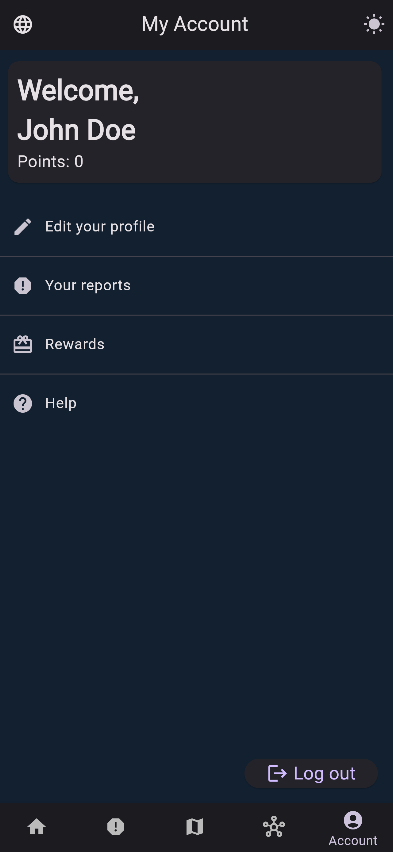 My Account
Welcome,
John Doe
Points: 0
Edit your profile
Your reports
Rewards
Help
Log out
Account